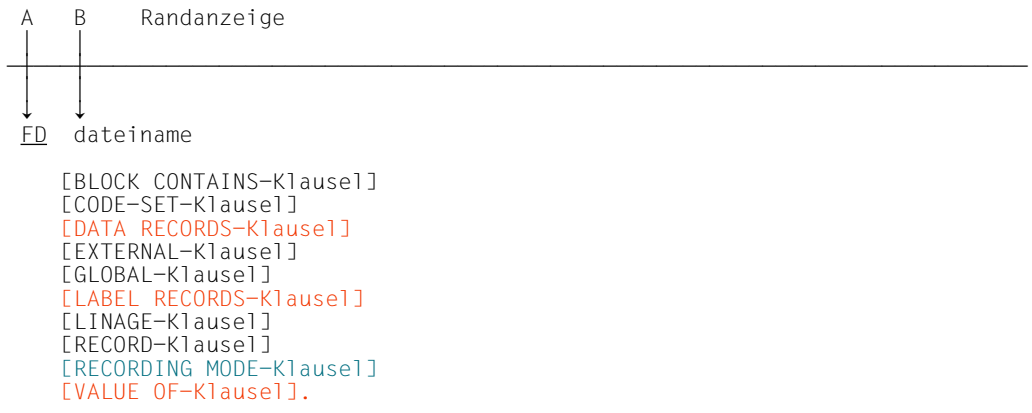 A B Randanzeige
FD dateiname
[BLOCK CONTAINS-Klausel]
[CODE-SET-Klausel]
[DATA RECORDS-Klausel]
[EXTERNAL-Klausel]
[GLOBAL-Klausel]
[LABEL RECORDS-Klausel]
[LINAGE-Klausel]
[RECORD-Klausel]
[RECORDING MODE-Klausel]
[VALUE OF-Klausel].